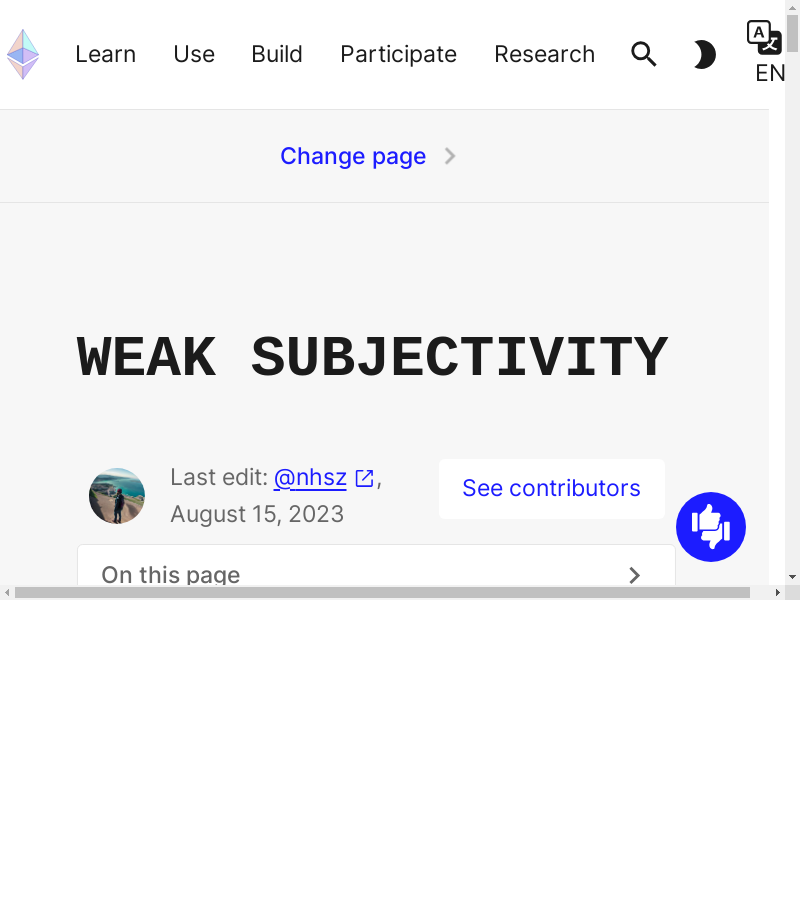 Learn Use Build Participate Research
EN
Change page
WEAK SUBJECTIVITY
Last edit: @nhsz,
August 15, 2023
See contributors
On this page